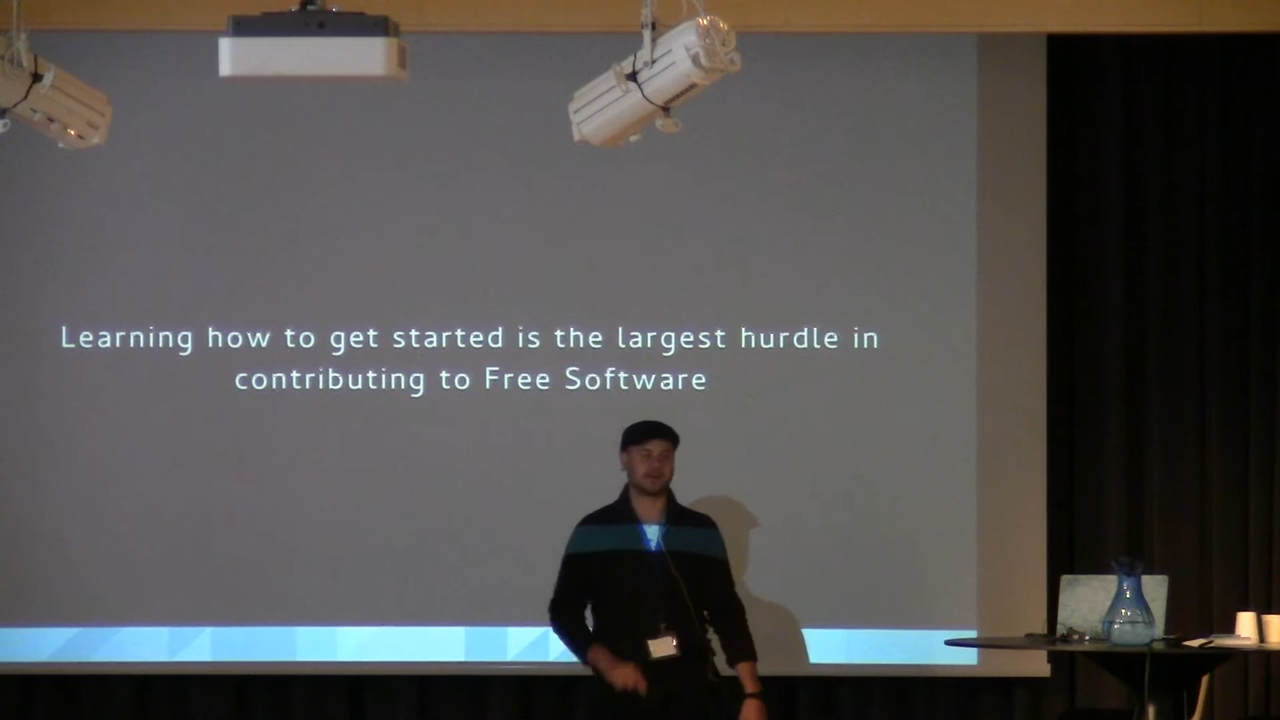 Learning how to get started is the largest hurdle in
contributing to Free Software